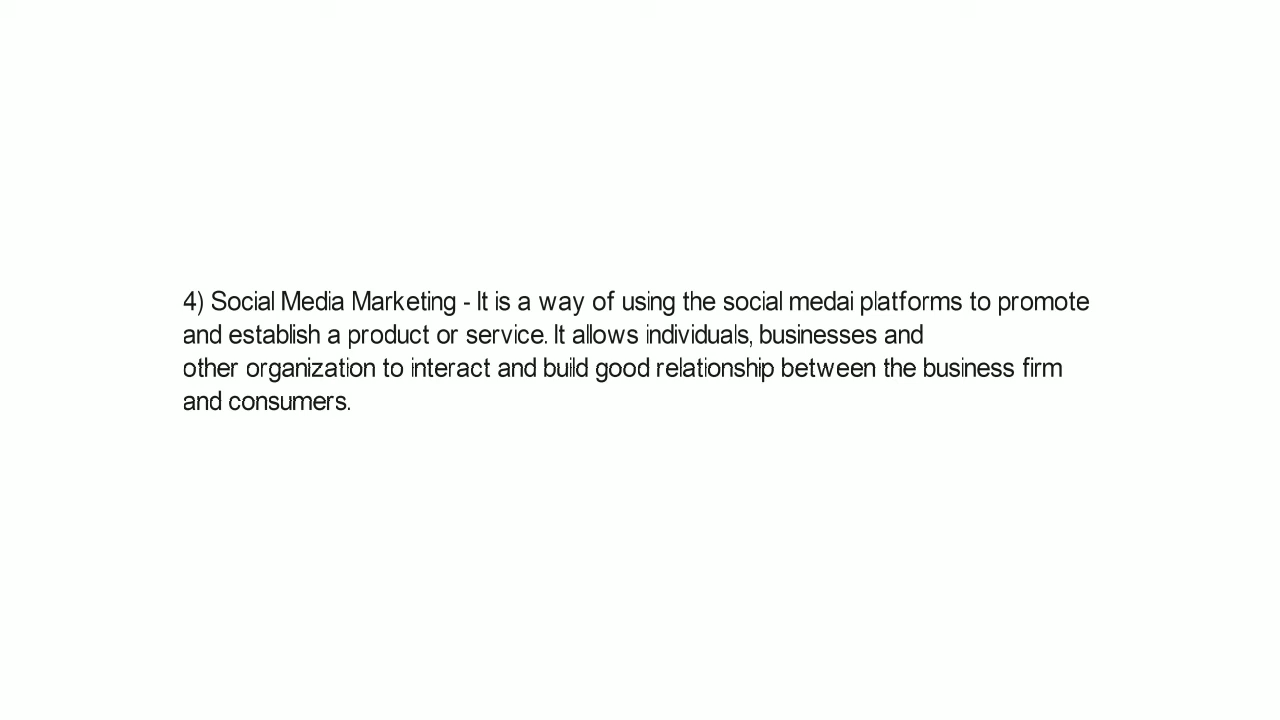 4) Social Media Marketing - It is a way of using the social medai platforms to promote
and establish a product or service. It allows individuals, businesses and
other organization to interact and build good relationship between the business firm
and consumers.